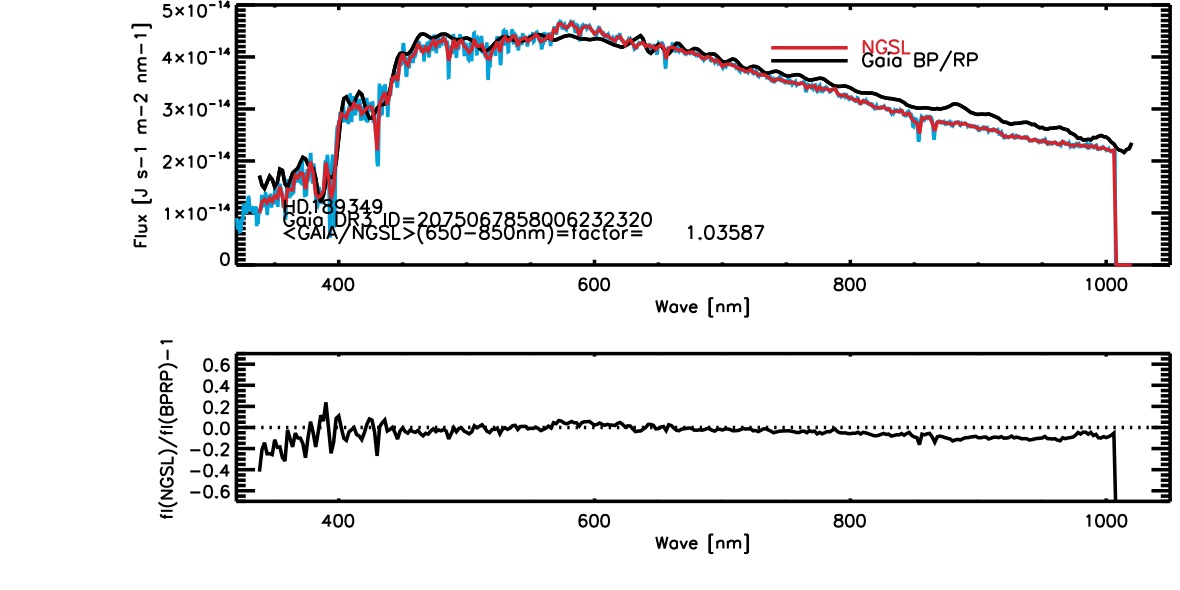 5×10⁻¹⁴
4×10⁻¹⁴
3×10⁻¹⁴
2×10⁻¹⁴
1×10⁻¹⁴
0
Flux [J s−1 m−2 nm−1]
NGSL
Gaia BP/RP
HD189349
Gaia DR3 ID=2075067858006232320
<GAIA/NGSL>(650−850nm)=factor= 1.03587
400 600 800 1000
Wave [nm]
fl(NGSL)/fl(BPRP)−1
0.6
0.4
0.2
0.0
−0.2
−0.4
−0.6
400 600 800 1000
Wave [nm]